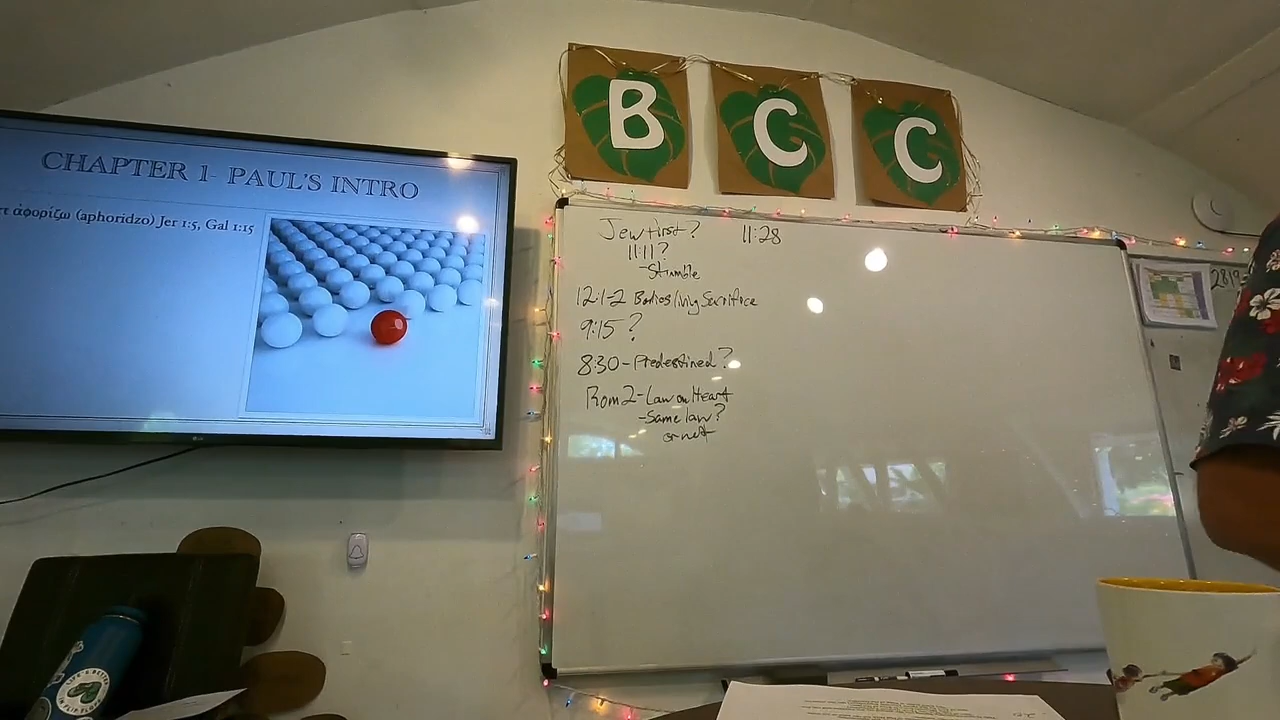 B C C
CHAPTER 1- PAUL'S INTRO
ἀφορίζω (aphoridzo) Jer 1:5, Gal 1:15
LG
Jew first? 11:28
11:11?
-Stumble
12:1-2 Bodies living Sacrifice
9:15?
8:30-Predestined?
Rom 2-Law on Heart
-Same law?
or not